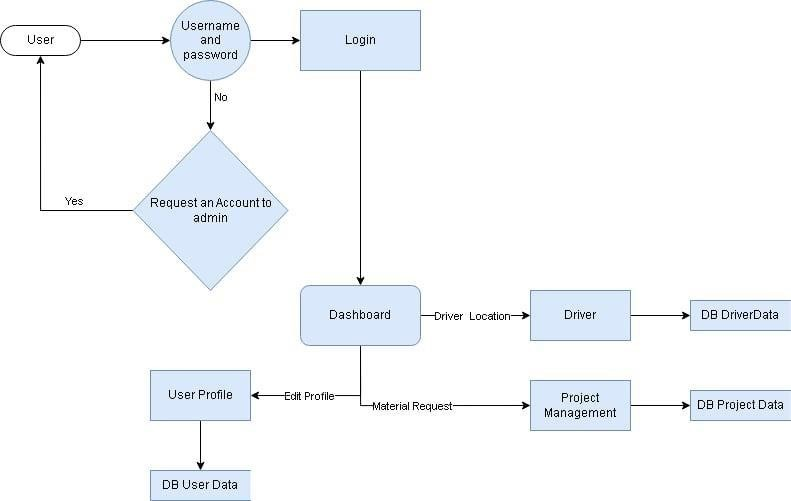 User
Username
and
password
Login
No
Request an Account to
admin
Yes
Dashboard
Driver Location
Driver
DB DriverData
User Profile
Edit Profile
Material Request
Project
Management
DB Project Data
DB User Data